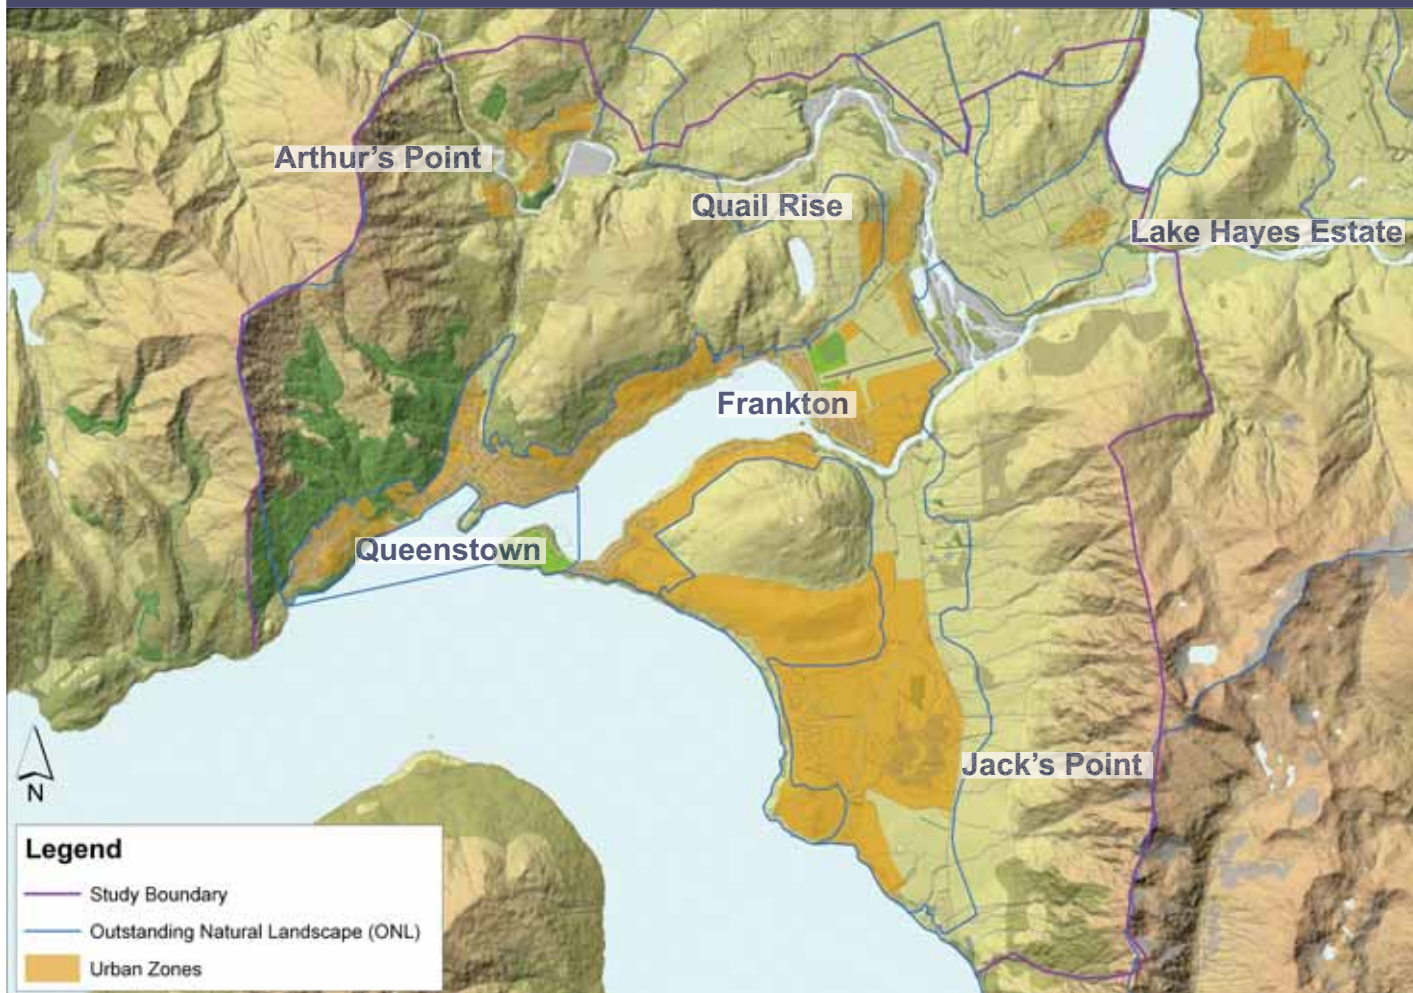 Arthur's Point
Quail Rise
Lake Hayes Estate
Frankton
Queenstown
Jack's Point
N
Legend
Study Boundary
Outstanding Natural Landscape (ONL)
Urban Zones